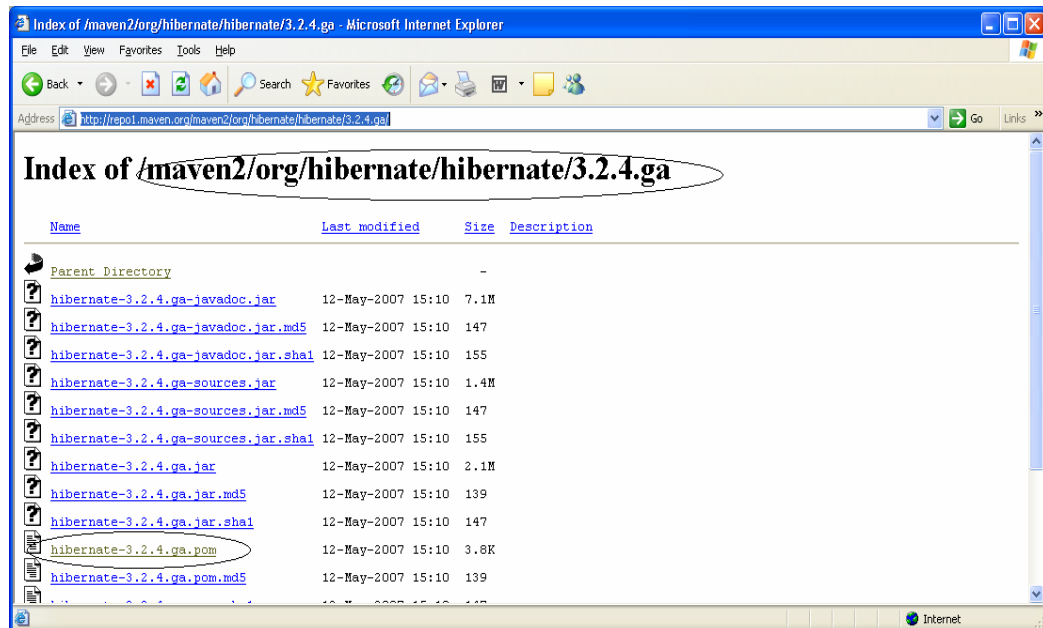 Index of /maven2/org/hibernate/hibernate/3.2.4.ga - Microsoft Internet Explorer
File Edit View Favorites Tools Help
Back Search Favorites
Address http://repo1.maven.org/maven2/org/hibernate/hibernate/3.2.4.ga/ Go Links »
Index of /maven2/org/hibernate/hibernate/3.2.4.ga
Name Last modified Size Description
Parent Directory -
hibernate-3.2.4.ga-javadoc.jar 12-May-2007 15:10 7.1M
hibernate-3.2.4.ga-javadoc.jar.md5 12-May-2007 15:10 147
hibernate-3.2.4.ga-javadoc.jar.sha1 12-May-2007 15:10 155
hibernate-3.2.4.ga-sources.jar 12-May-2007 15:10 1.4M
hibernate-3.2.4.ga-sources.jar.md5 12-May-2007 15:10 147
hibernate-3.2.4.ga-sources.jar.sha1 12-May-2007 15:10 155
hibernate-3.2.4.ga.jar 12-May-2007 15:10 2.1M
hibernate-3.2.4.ga.jar.md5 12-May-2007 15:10 139
hibernate-3.2.4.ga.jar.sha1 12-May-2007 15:10 147
hibernate-3.2.4.ga.pom 12-May-2007 15:10 3.8K
hibernate-3.2.4.ga.pom.md5 12-May-2007 15:10 139
Internet